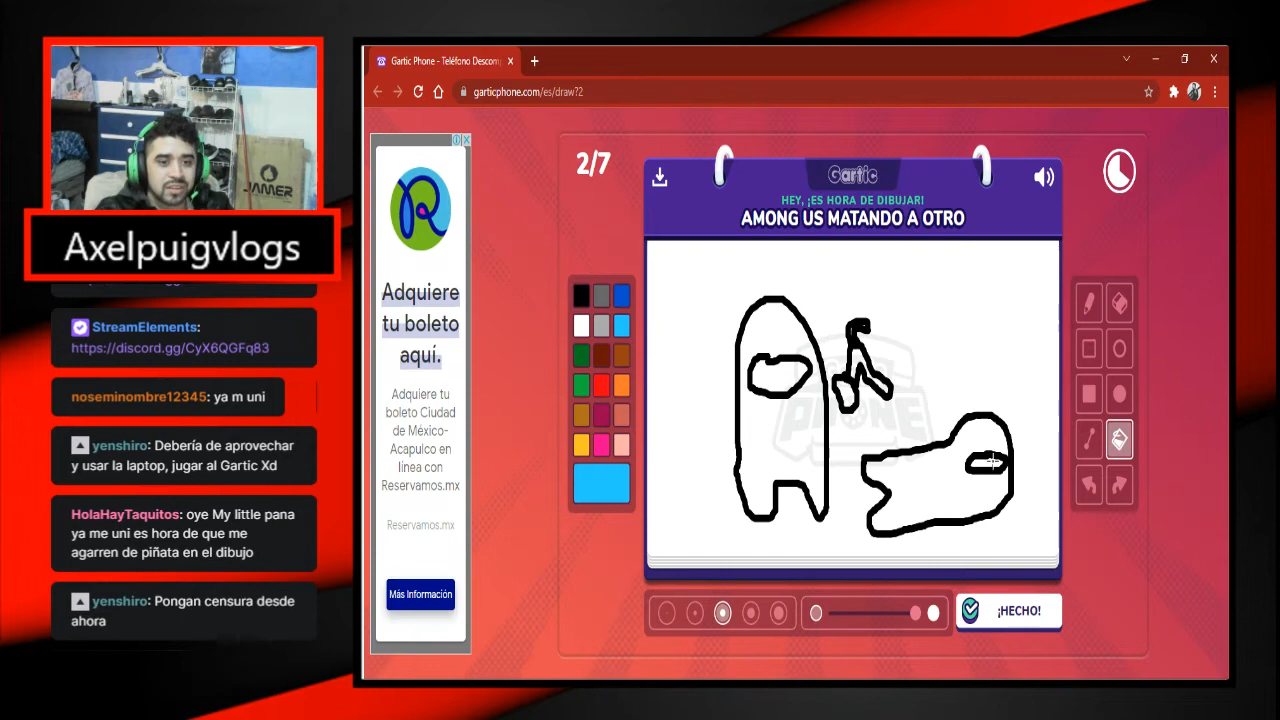 Axelpuigvlogs
StreamElements:
https://discord.gg/CyX6QGFq83
noseminombre12345: ya m uni
yenshiro: Debería de aprovechar
y usar la laptop, jugar al Gartic Xd
HolaHayTaquitos: oye My little pana
ya me uni es hora de que me
agarren de piñata en el dibujo
yenshiro: Pongan censura desde
ahora
JAMER
Gartic Phone - Teléfono Descomp
garticphone.com/es/draw?2
Adquiere
tu boleto
aquí.
Adquiere tu
boleto Ciudad
de México-
Acapulco en
línea con
Reservamos.mx
Reservamos.mx
Más Información
2/7
Gartic
HEY, ¡ES HORA DE DIBUJAR!
AMONG US MATANDO A OTRO
PHONE
¡HECHO!